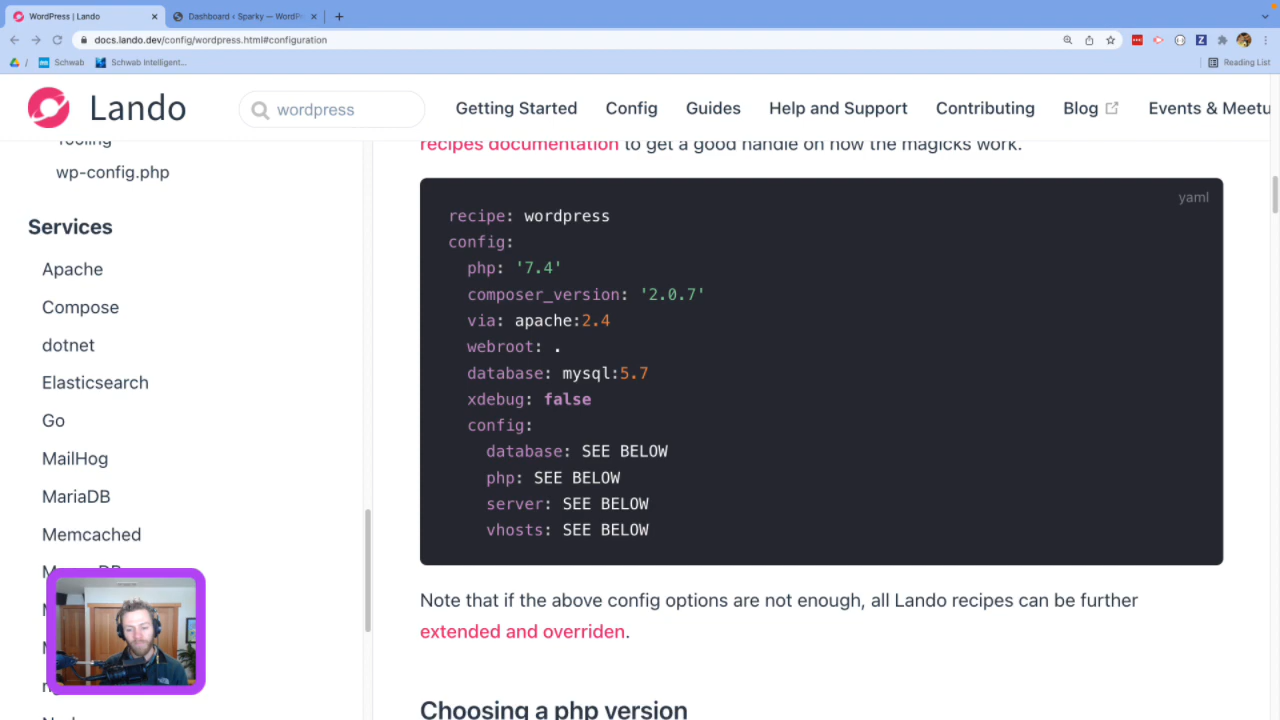 WordPress | Lando
Dashboard ‹ Sparky — WordP
docs.lando.dev/config/wordpress.html#configuration
Schwab
Schwab Intelligent...
Reading List
Lando
wordpress
Getting Started
Config
Guides
Help and Support
Contributing
Blog
Events & Meetu
Tooling
wp-config.php
Services
Apache
Compose
dotnet
Elasticsearch
Go
MailHog
MariaDB
Memcached
recipes documentation to get a good handle on how the magicks work.
yaml
recipe: wordpress
config:
  php: '7.4'
  composer_version: '2.0.7'
  via: apache:2.4
  webroot: .
  database: mysql:5.7
  xdebug: false
  config:
    database: SEE BELOW
    php: SEE BELOW
    server: SEE BELOW
    vhosts: SEE BELOW
Note that if the above config options are not enough, all Lando recipes can be further
extended and overriden.
Choosing a php version